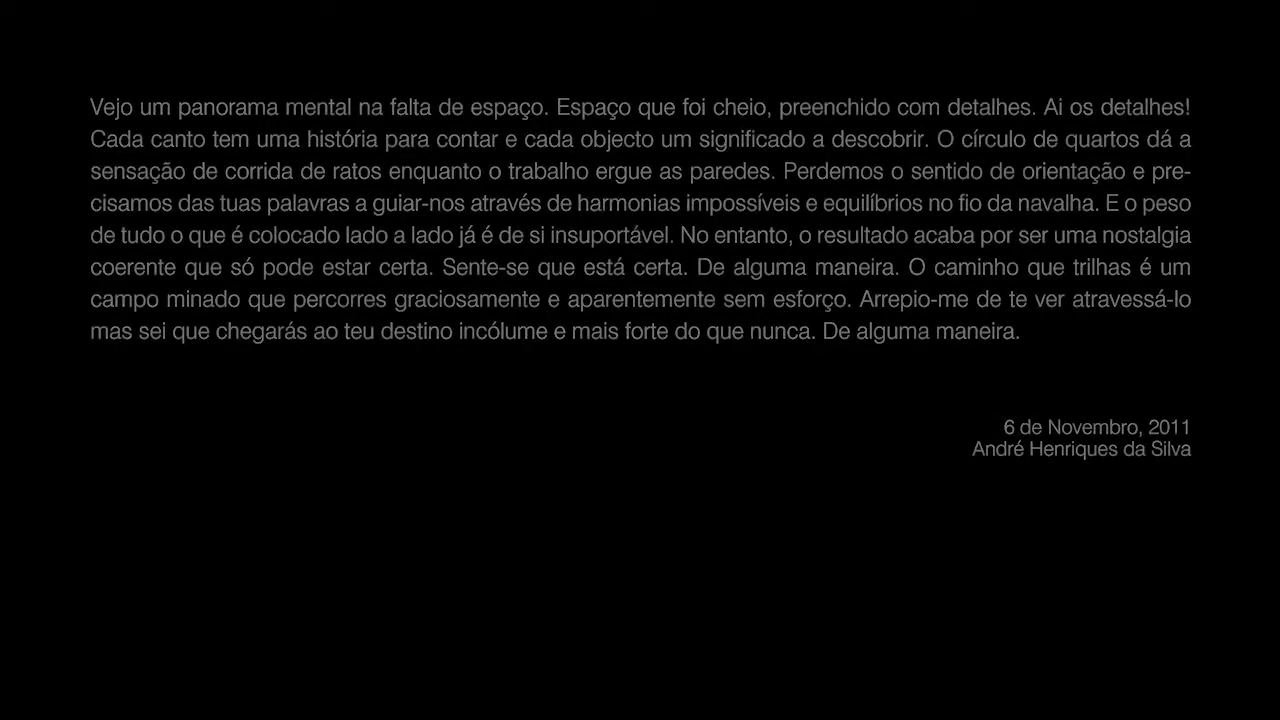 Vejo um panorama mental na falta de espaço. Espaço que foi cheio, preenchido com detalhes. Ai os detalhes!
Cada canto tem uma história para contar e cada objecto um significado a descobrir. O círculo de quartos dá a
sensação de corrida de ratos enquanto o trabalho ergue as paredes. Perdemos o sentido de orientação e pre-
cisamos das tuas palavras a guiar-nos através de harmonias impossíveis e equilíbrios no fio da navalha. E o peso
de tudo o que é colocado lado a lado já é de si insuportável. No entanto, o resultado acaba por ser uma nostalgia
coerente que só pode estar certa. Sente-se que está certa. De alguma maneira. O caminho que trilhas é um
campo minado que percorres graciosamente e aparentemente sem esforço. Arrepio-me de te ver atravessá-lo
mas sei que chegarás ao teu destino incólume e mais forte do que nunca. De alguma maneira.
6 de Novembro, 2011
André Henriques da Silva